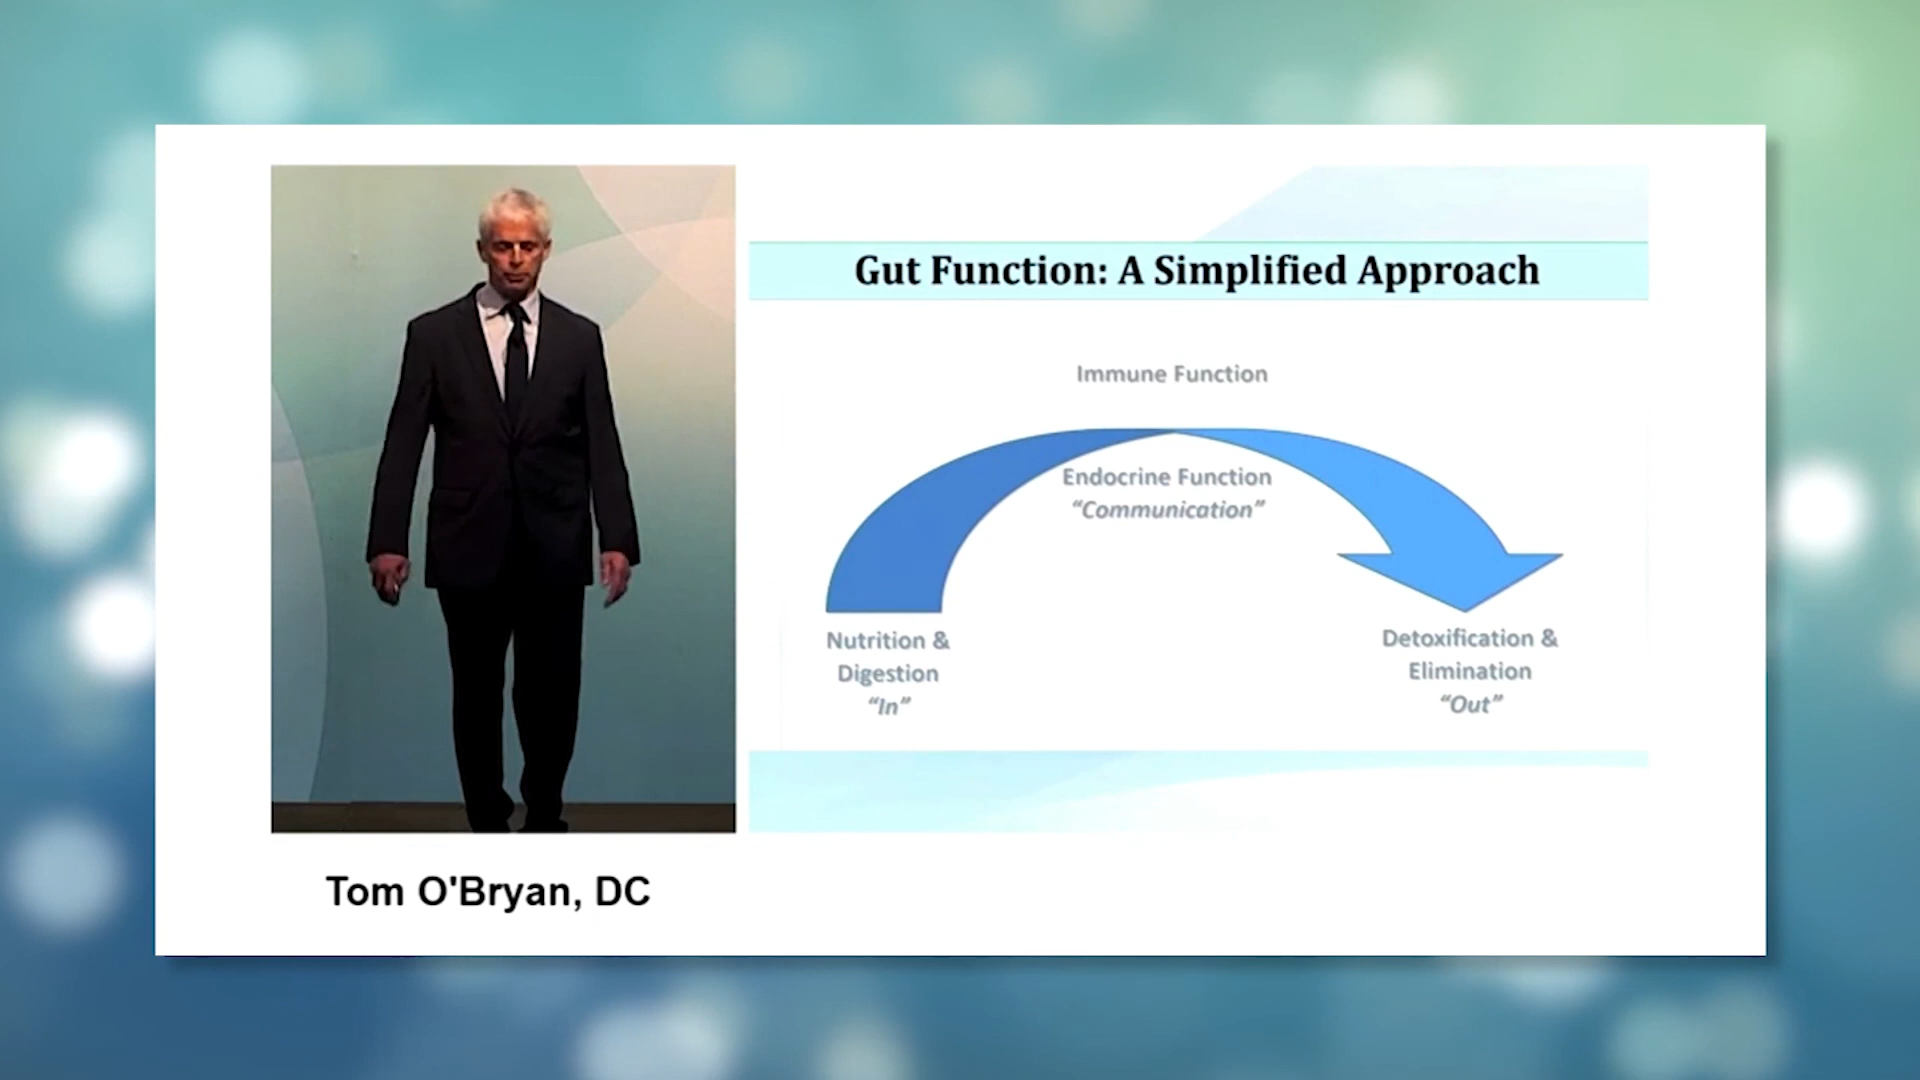 Gut Function: A Simplified Approach
Immune Function
Endocrine Function
“Communication”
Nutrition &
Digestion
“In”
Detoxification &
Elimination
“Out”
Tom O'Bryan, DC